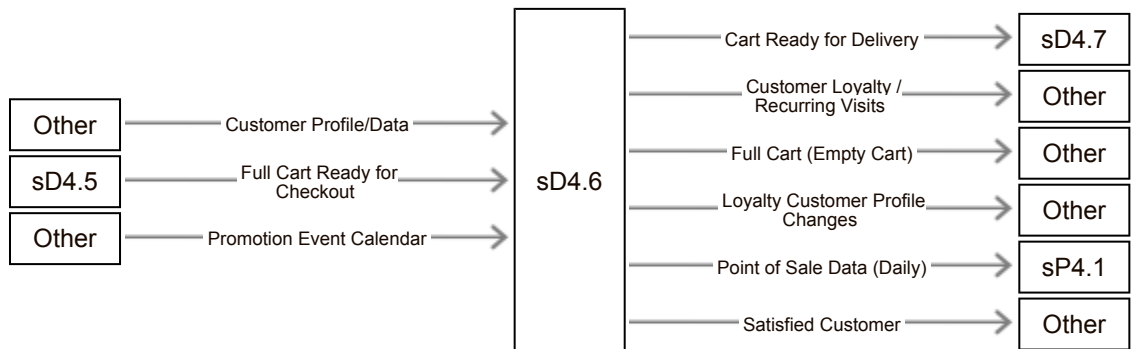 Other
Customer Profile/Data
sD4.5
Full Cart Ready for
Checkout
Other
Promotion Event Calendar
sD4.6
Cart Ready for Delivery
sD4.7
Customer Loyalty /
Recurring Visits
Other
Full Cart (Empty Cart)
Other
Loyalty Customer Profile
Changes
Other
Point of Sale Data (Daily)
sP4.1
Satisfied Customer
Other